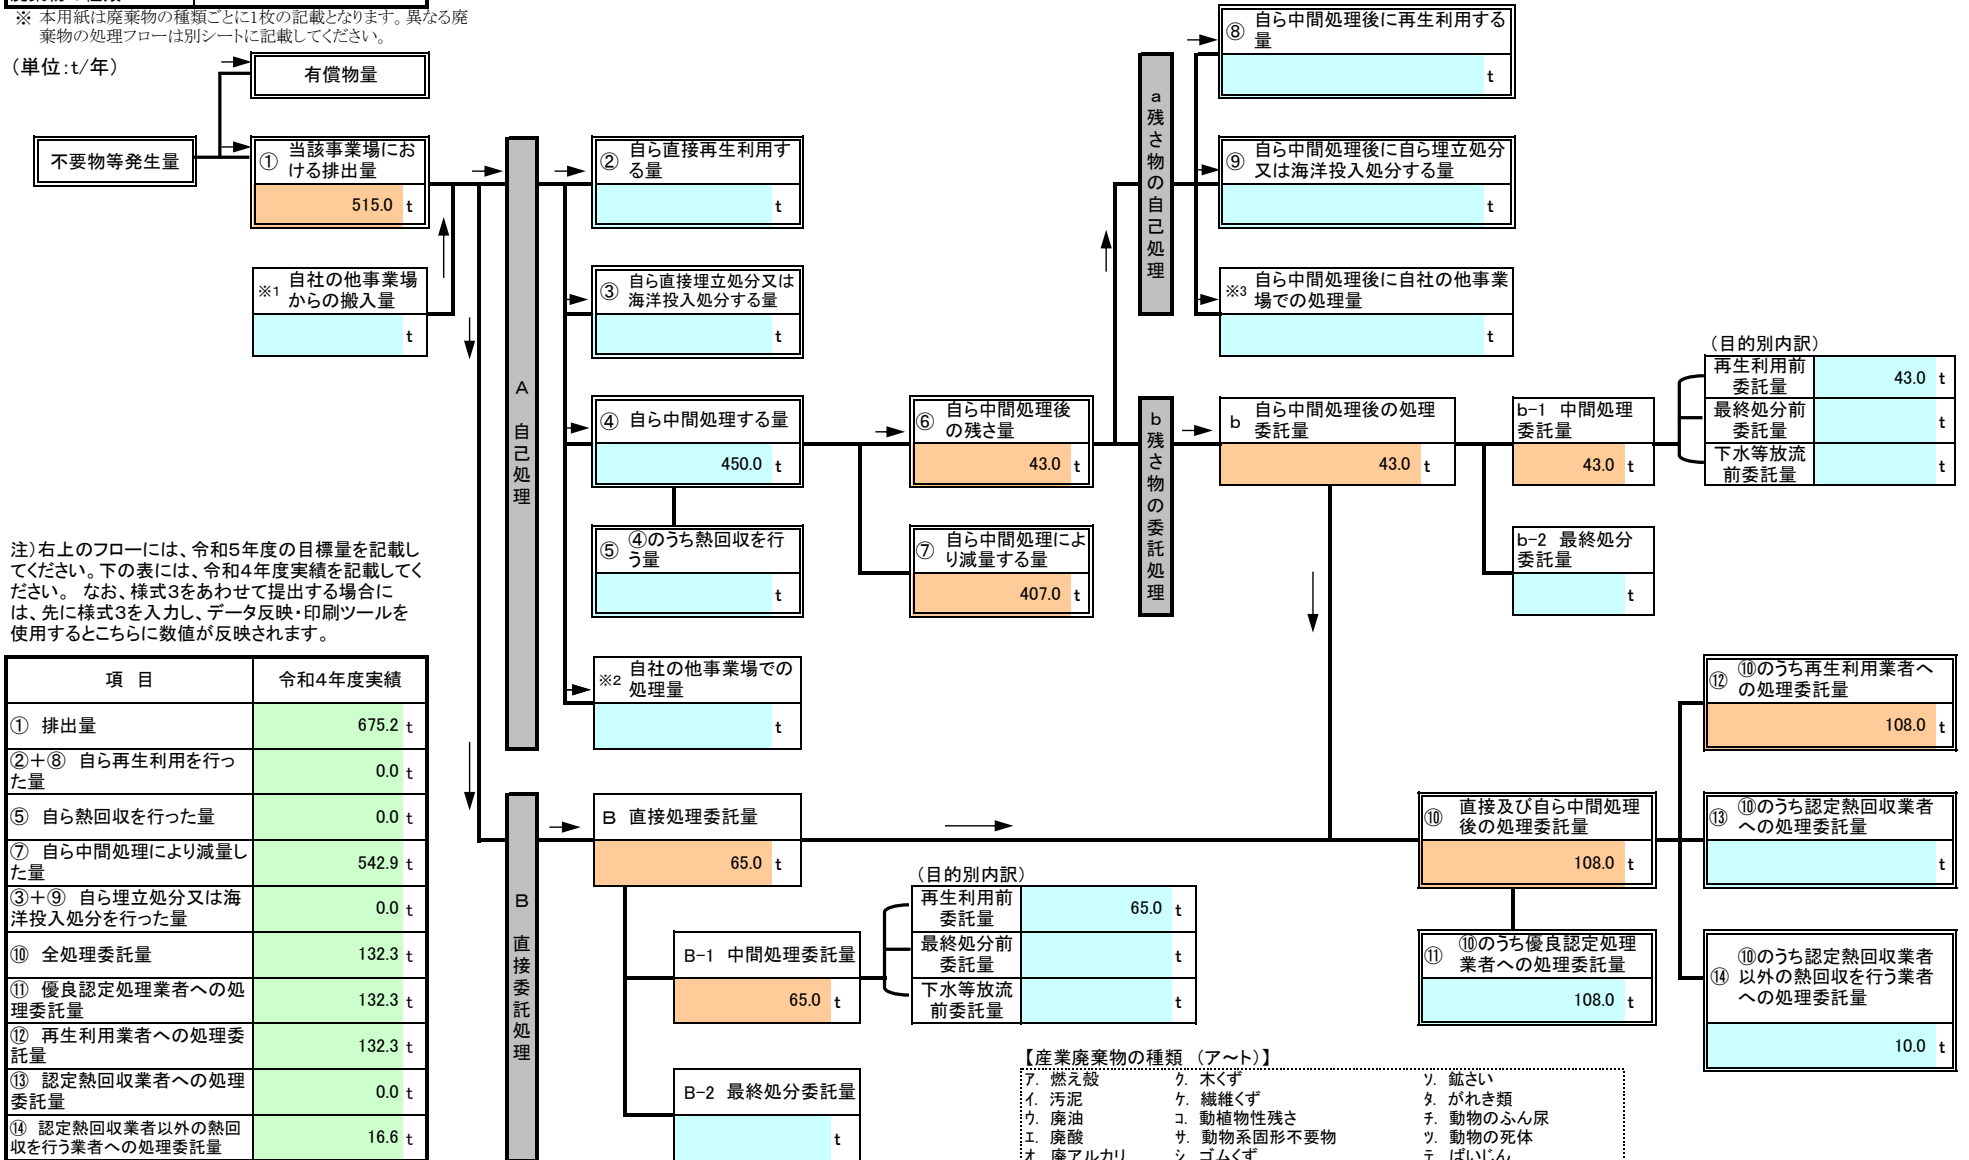 ※ 本用紙は廃棄物の種類ごとに1枚の記載となります。異なる廃
棄物の処理フローは別シートに記載してください。
(単位:t/年)
有償物量
不要物等発生量
① 当該事業場にお
ける排出量
515.0 t
※1 自社の他事業場
からの搬入量
t
A 自己処理
② 自ら直接再生利用す
る量
t
③ 自ら直接埋立処分又は
海洋投入処分する量
t
④ 自ら中間処理する量
450.0 t
⑤ ④のうち熱回収を行
う量
t
※2 自社の他事業場での
処理量
t
⑥ 自ら中間処理後
の残さ量
43.0 t
⑦ 自ら中間処理によ
り減量する量
407.0 t
a 残さ物の自己処理
⑧ 自ら中間処理後に再生利用する
量
t
⑨ 自ら中間処理後に自ら埋立処分
又は海洋投入処分する量
t
※3 自ら中間処理後に自社の他事業
場での処理量
t
b 残さ物の委託処理
b 自ら中間処理後の処理
委託量
43.0 t
b-1 中間処理
委託量
43.0 t
(目的別内訳)
再生利用前
委託量
43.0 t
最終処分前
委託量
t
下水等放流
前委託量
t
b-2 最終処分
委託量
t
注)右上のフローには、令和5年度の目標量を記載し
てください。下の表には、令和4年度実績を記載してく
ださい。 なお、様式3をあわせて提出する場合に
は、先に様式3を入力し、データ反映・印刷ツールを
使用するとこちらに数値が反映されます。
項 目 令和4年度実績
① 排出量 675.2 t
②+⑧ 自ら再生利用を行っ
た量 0.0 t
⑤ 自ら熱回収を行った量 0.0 t
⑦ 自ら中間処理により減量し
た量 542.9 t
③+⑨ 自ら埋立処分又は海
洋投入処分を行った量 0.0 t
⑩ 全処理委託量 132.3 t
⑪ 優良認定処理業者への処
理委託量 132.3 t
⑫ 再生利用業者への処理委
託量 132.3 t
⑬ 認定熱回収業者への処理
委託量 0.0 t
⑭ 認定熱回収業者以外の熱回
収を行う業者への処理委託量 16.6 t
B 直接委託処理
B 直接処理委託量
65.0 t
B-1 中間処理委託量
65.0 t
(目的別内訳)
再生利用前
委託量
65.0 t
最終処分前
委託量
t
下水等放流
前委託量
t
B-2 最終処分委託量
t
⑩ 直接及び自ら中間処理
後の処理委託量
108.0 t
⑪ ⑩のうち優良認定処理
業者への処理委託量
108.0 t
⑫ ⑩のうち再生利用業者へ
の処理委託量
108.0 t
⑬ ⑩のうち認定熱回収業者
への処理委託量
t
⑭ ⑩のうち認定熱回収業者
以外の熱回収を行う業者
への処理委託量
10.0 t
【産業廃棄物の種類 (ア~ト)】
ア. 燃え殻 ク. 木くず ソ. 鉱さい
イ. 汚泥 ケ. 繊維くず タ. がれき類
ウ. 廃油 コ. 動植物性残さ チ. 動物のふん尿
エ. 廃酸 サ. 動物系固形不要物 ツ. 動物の死体
オ. 廃アルカリ シ. ゴムくず テ. ばいじん